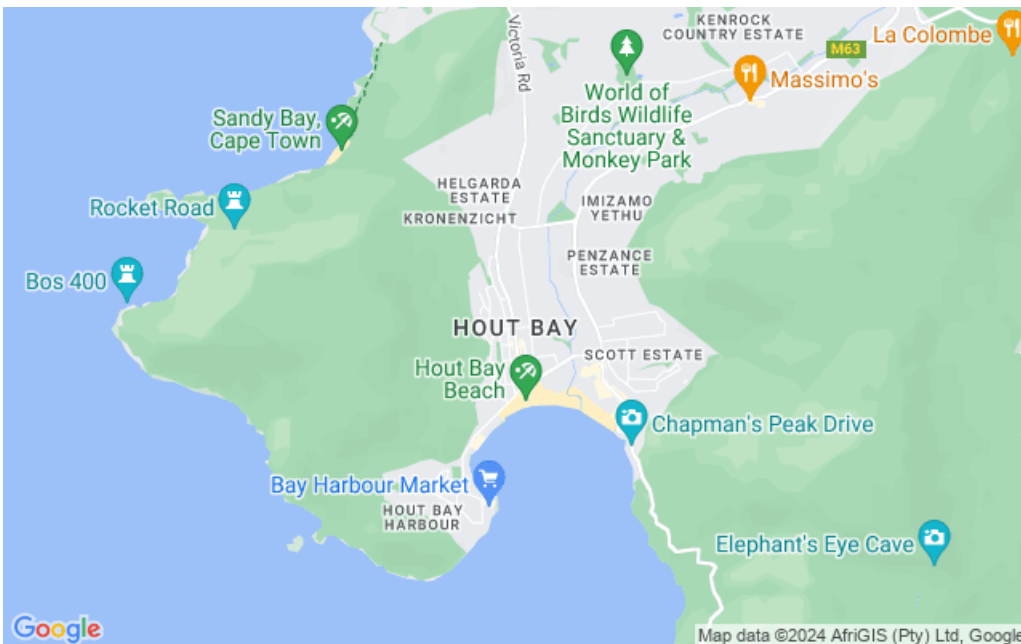 KENROCK
COUNTRY ESTATE
La Colombe
M63
Victoria Rd
Massimo's
World of
Birds Wildlife
Sanctuary &
Monkey Park
Sandy Bay,
Cape Town
HELGARDA
ESTATE
IMIZAMO
YETHU
Rocket Road
KRONENZICHT
PENZANCE
ESTATE
Bos 400
HOUT BAY
SCOTT ESTATE
Hout Bay
Beach
Chapman's Peak Drive
Bay Harbour Market
HOUT BAY
HARBOUR
Elephant's Eye Cave
Google
Map data ©2024 AfriGIS (Pty) Ltd, Google